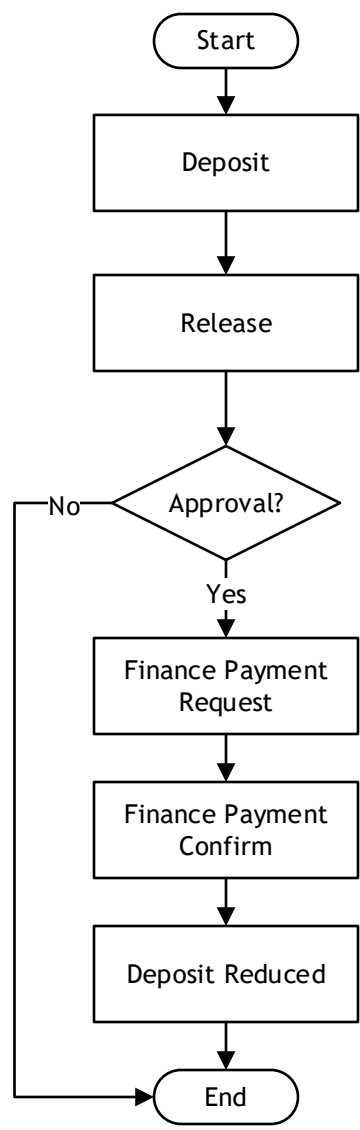 Start
Deposit
Release
Approval?
No
Yes
Finance Payment
Request
Finance Payment
Confirm
Deposit Reduced
End